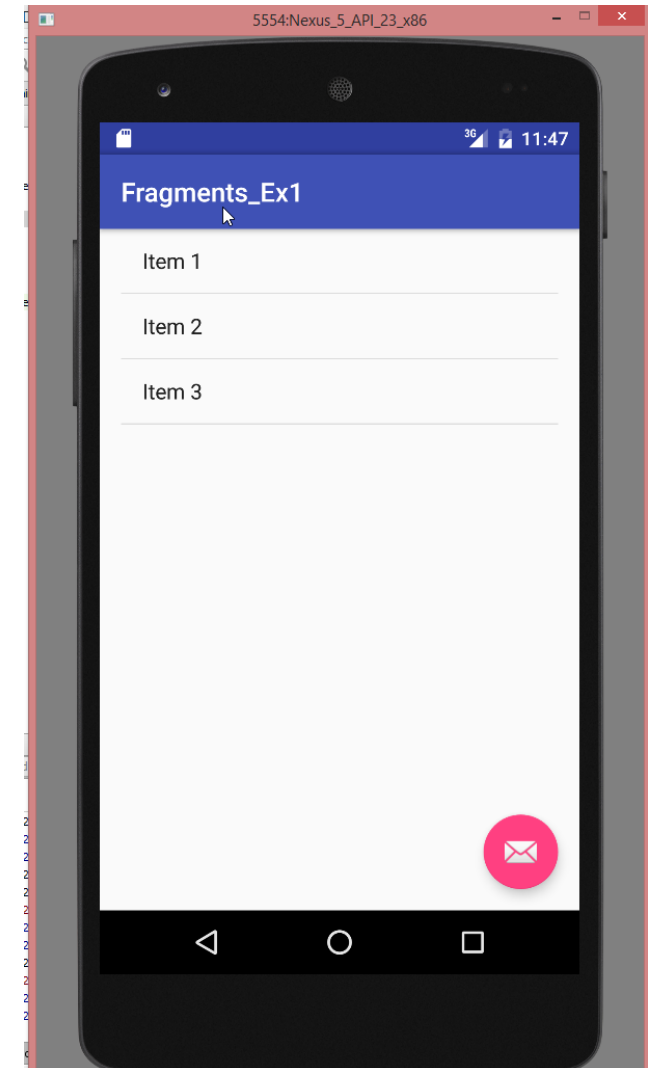 5554:Nexus_5_API_23_x86
3G 11:47
Fragments_Ex1
Item 1
Item 2
Item 3